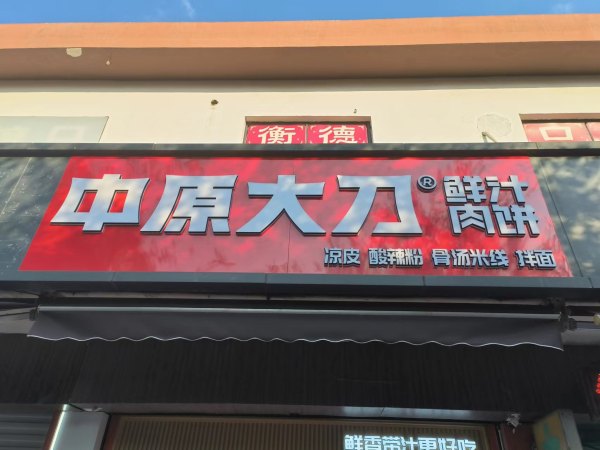 衡德
口
中原大刀® 鲜汁肉饼
凉皮 酸辣粉 骨汤米线 拌面
鲜香带汁更好吃